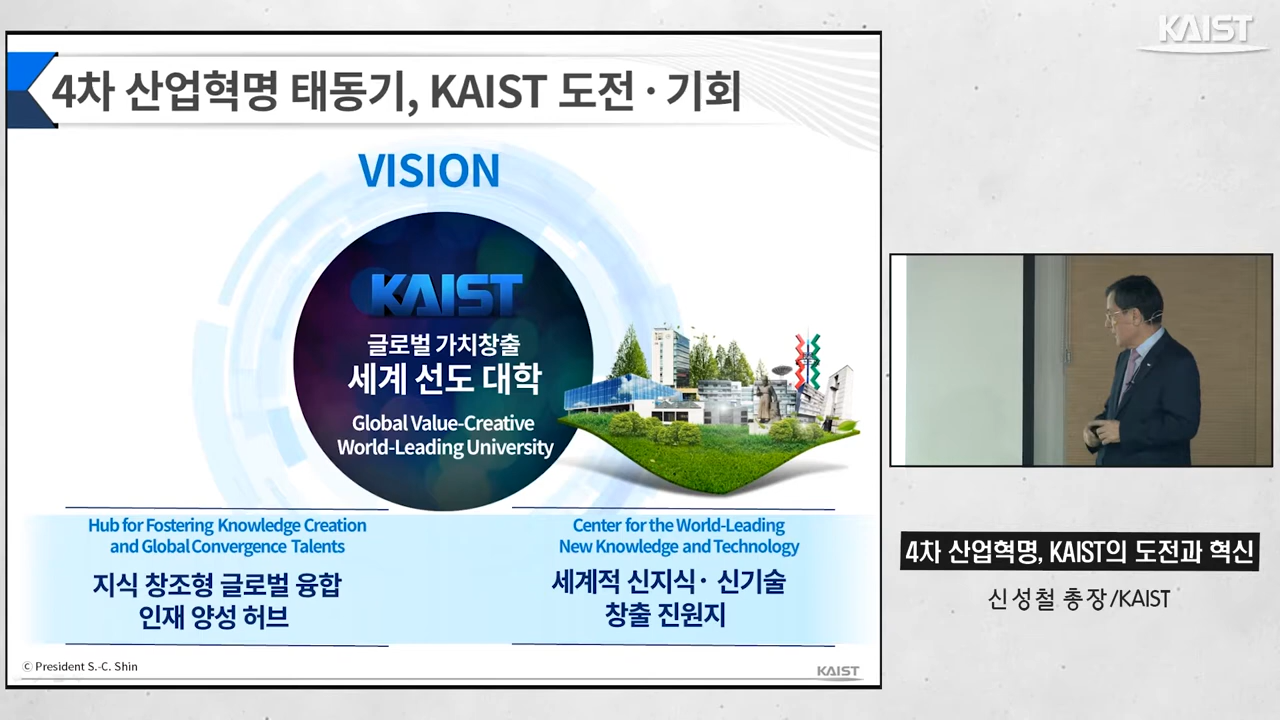 KAIST
4차 산업혁명 태동기, KAIST 도전·기회
VISION
KAIST
글로벌 가치창출
세계 선도 대학
Global Value-Creative
World-Leading University
Hub for Fostering Knowledge Creation
and Global Convergence Talents
지식 창조형 글로벌 융합
인재 양성 허브
Center for the World-Leading
New Knowledge and Technology
세계적 신지식· 신기술
창출 진원지
ⓒ President S.-C. Shin
KAIST
4차 산업혁명, KAIST의 도전과 혁신
신성철 총장/KAIST